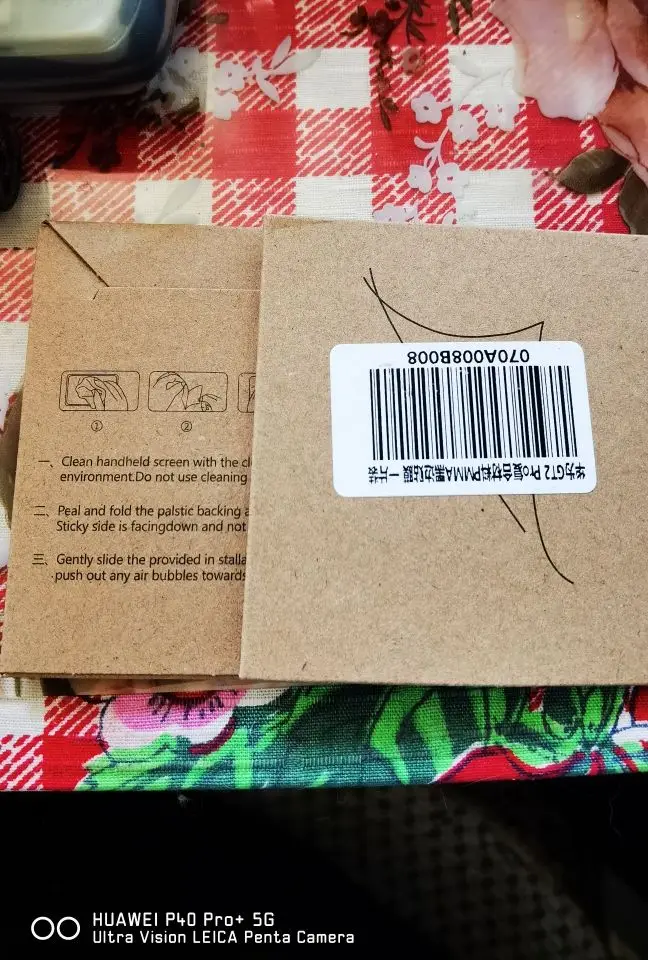 ①
②
一、Clean handheld screen with the cl
environment.Do not use cleaning
二、Peal and fold the palstic backing a
Sticky side is facingdown and not
三、Gently slide the provided in stalla
push out any air bubbles towards
070A008B008
华为GT2 Pro复合材料PMMA黑边贴膜 一片装
HUAWEI P40 Pro+ 5G
Ultra Vision LEICA Penta Camera